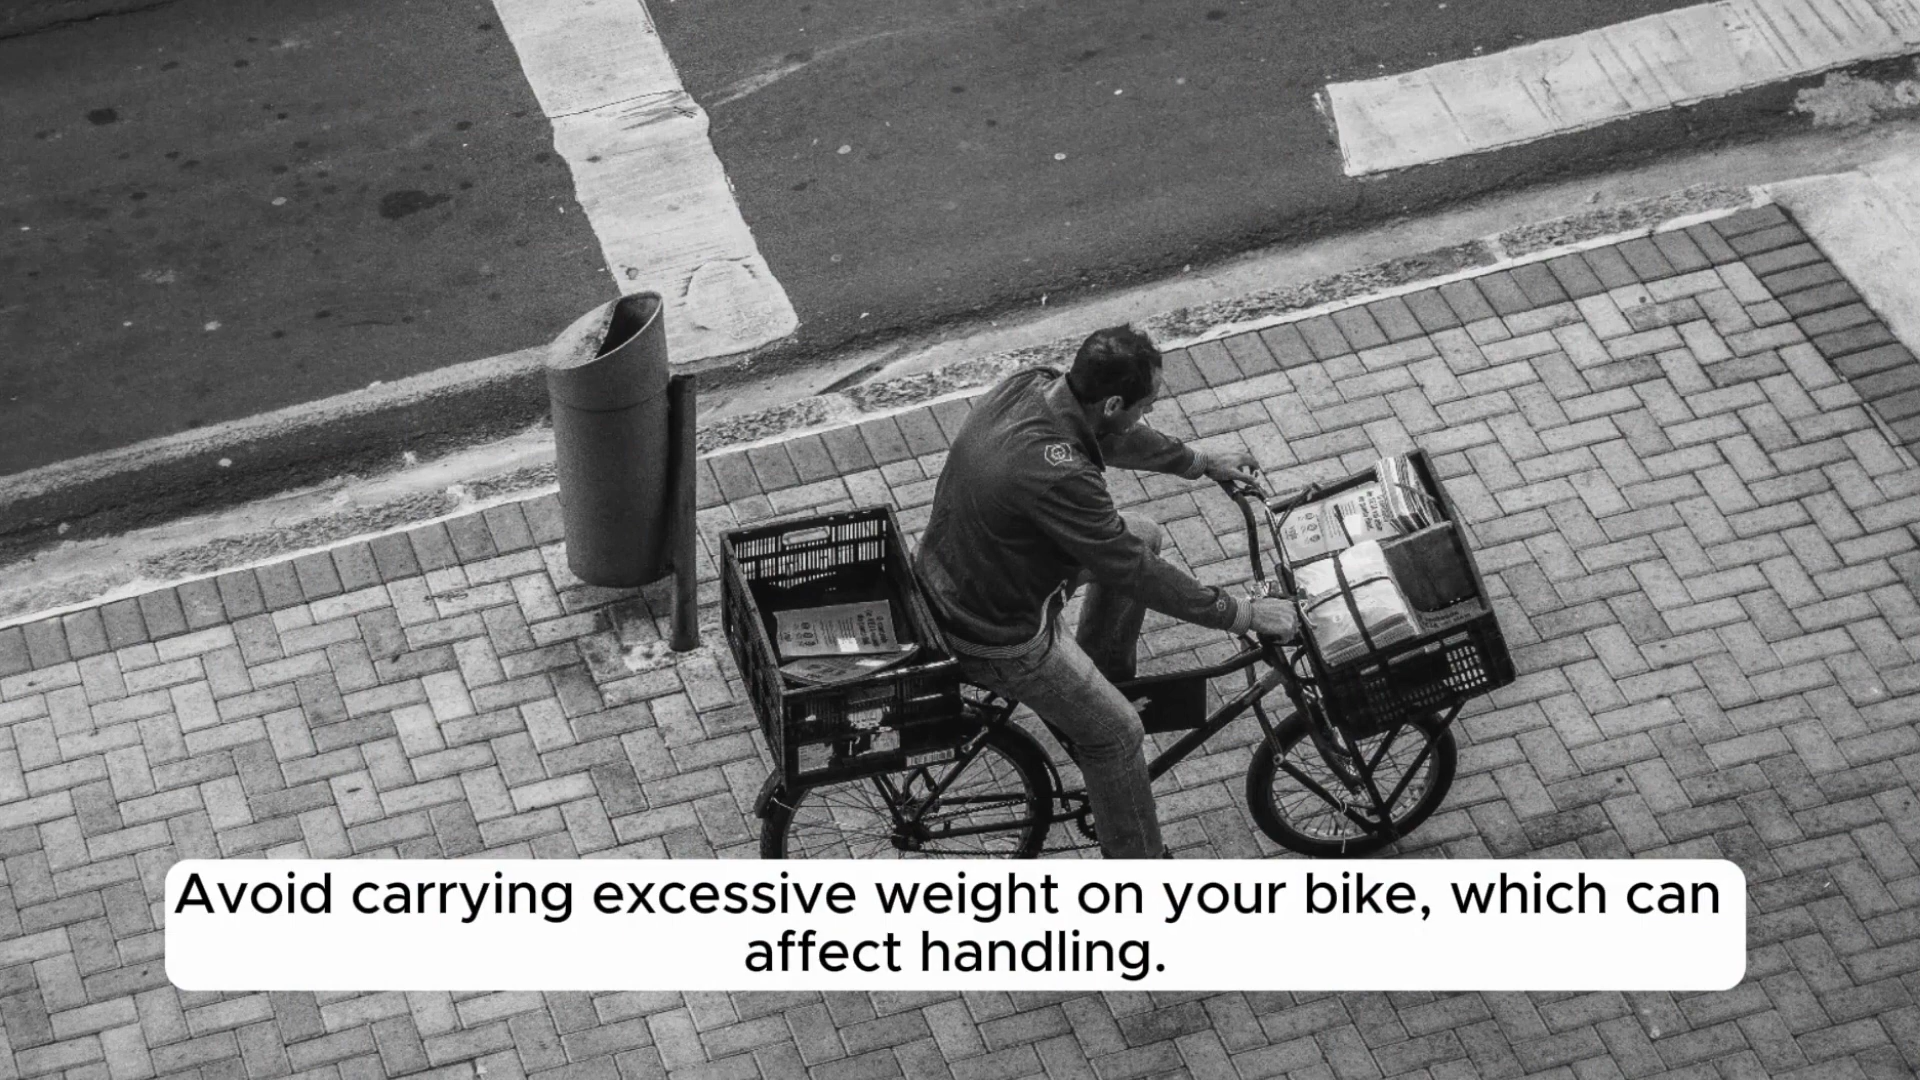 Avoid carrying excessive weight on your bike, which can
affect handling.